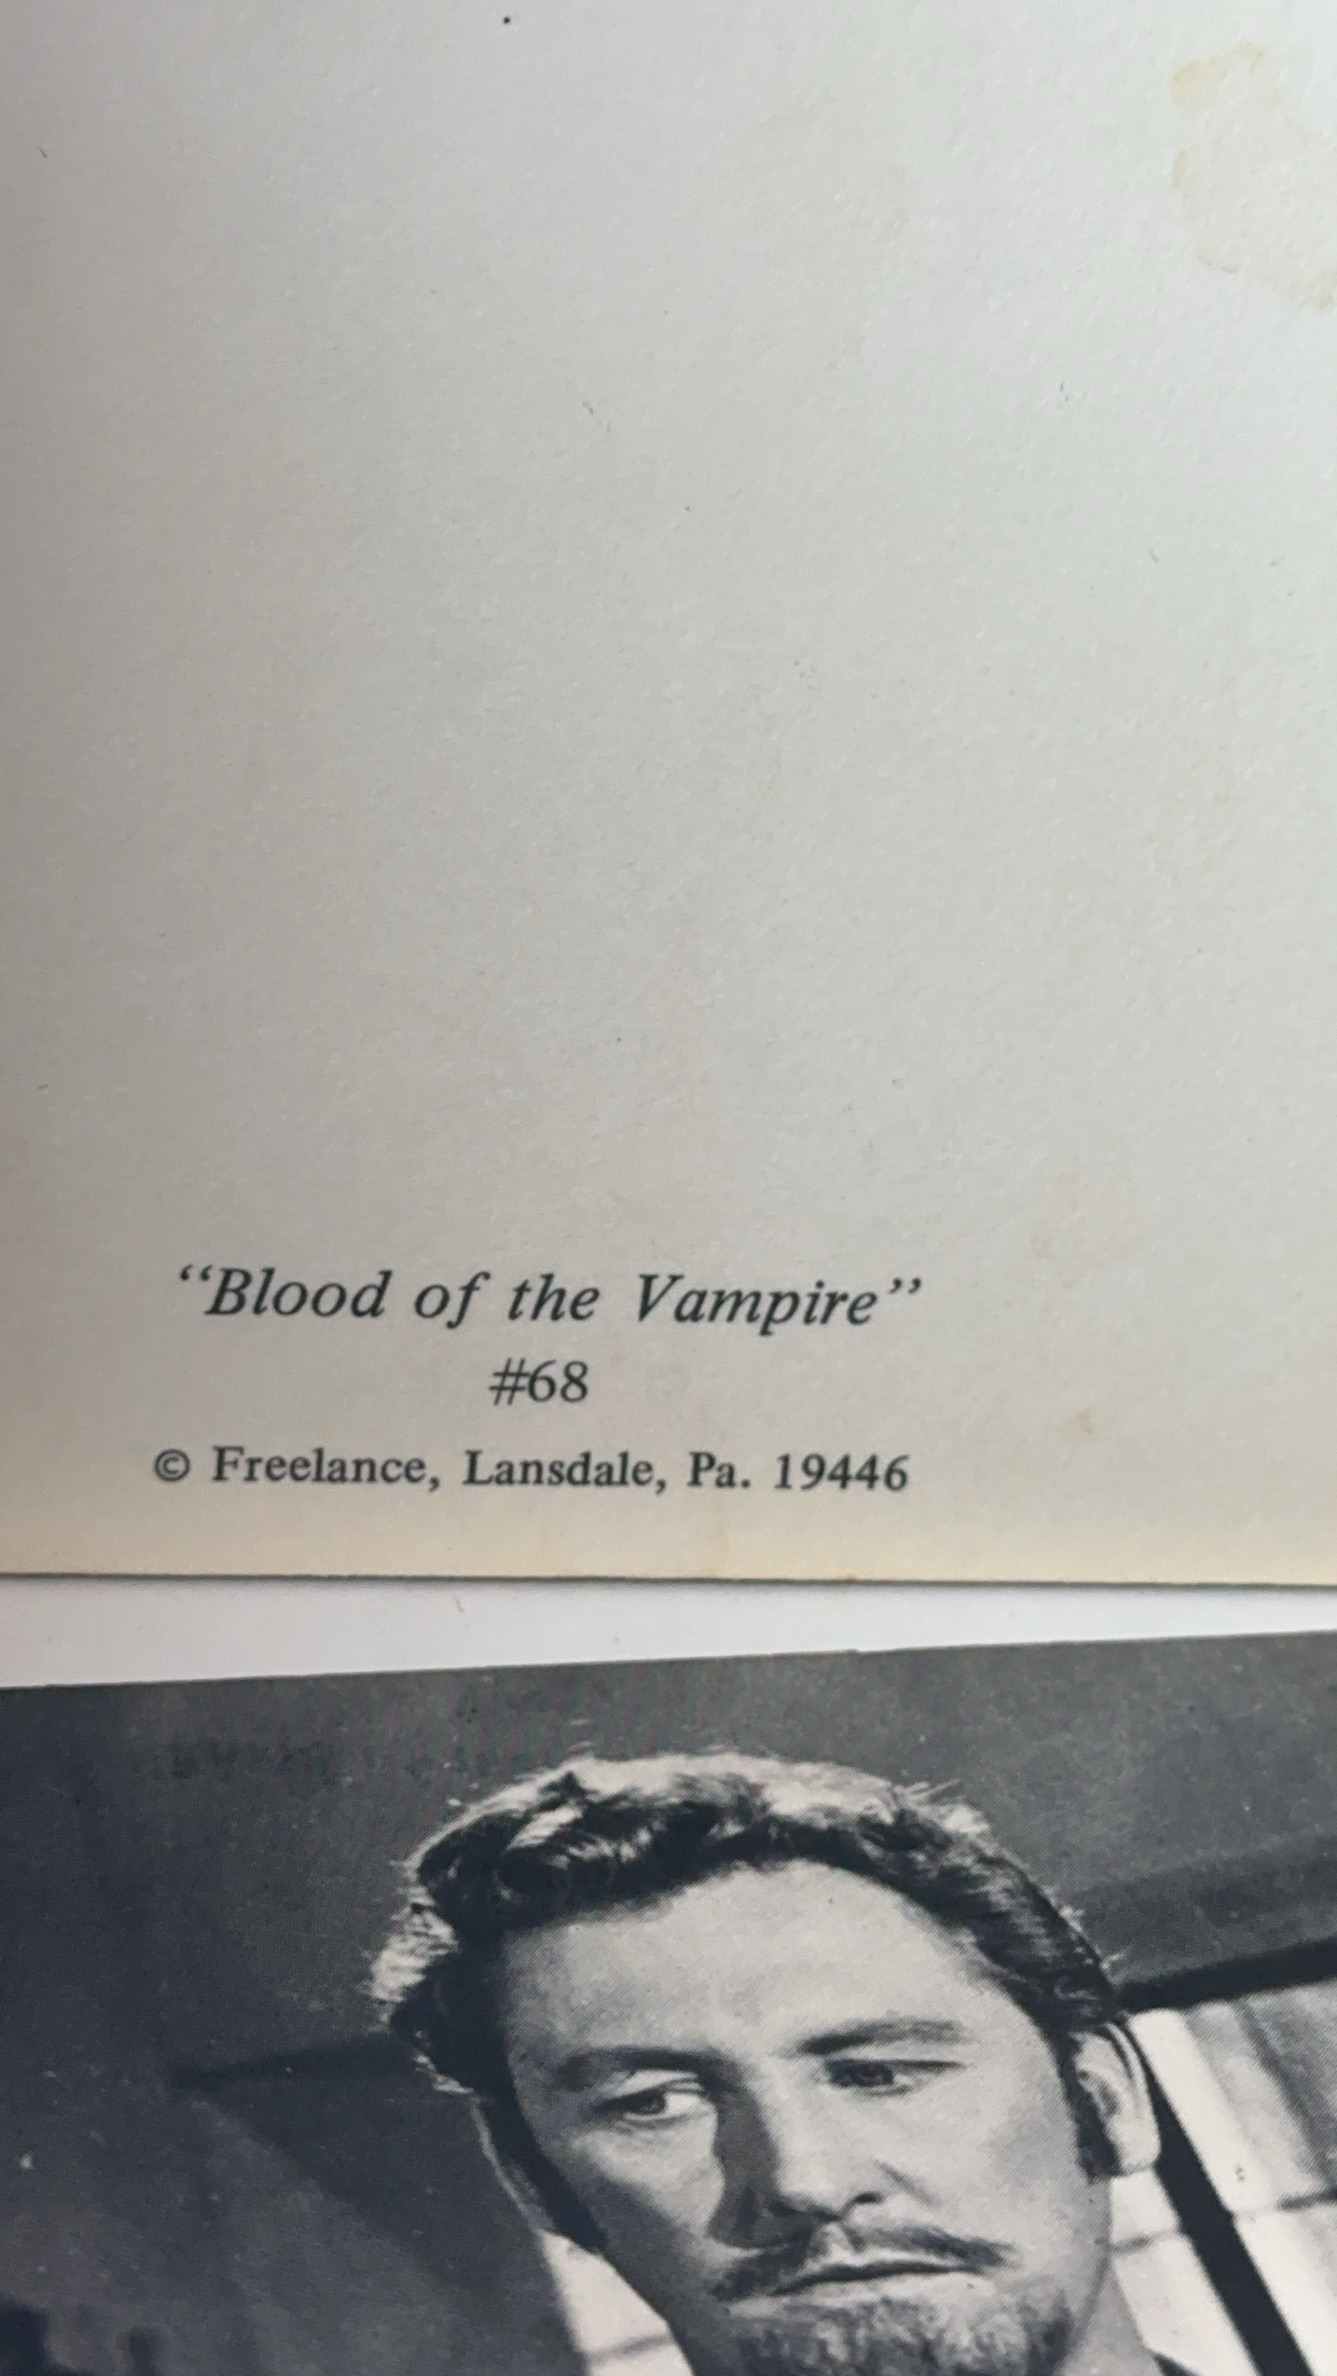 “Blood of the Vampire”
#68
© Freelance, Lansdale, Pa. 19446